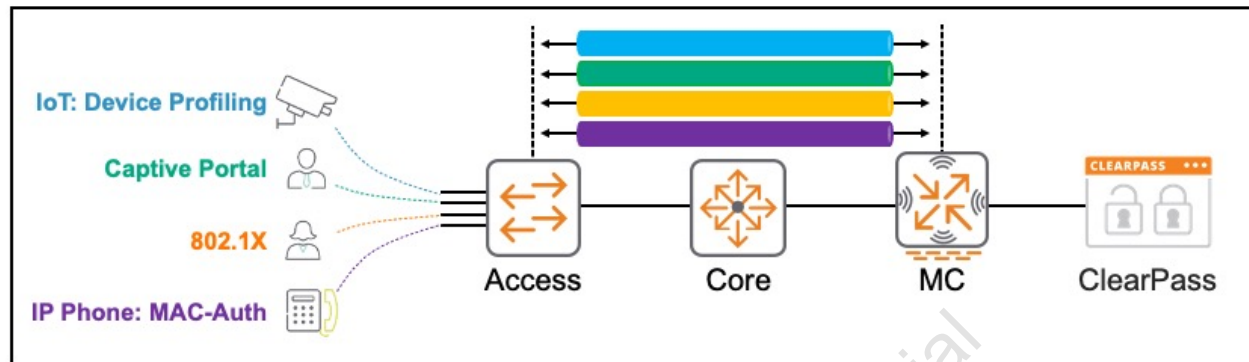 IoT: Device Profiling
Captive Portal
802.1X
IP Phone: MAC-Auth
Access
Core
MC
CLEARPASS
ClearPass